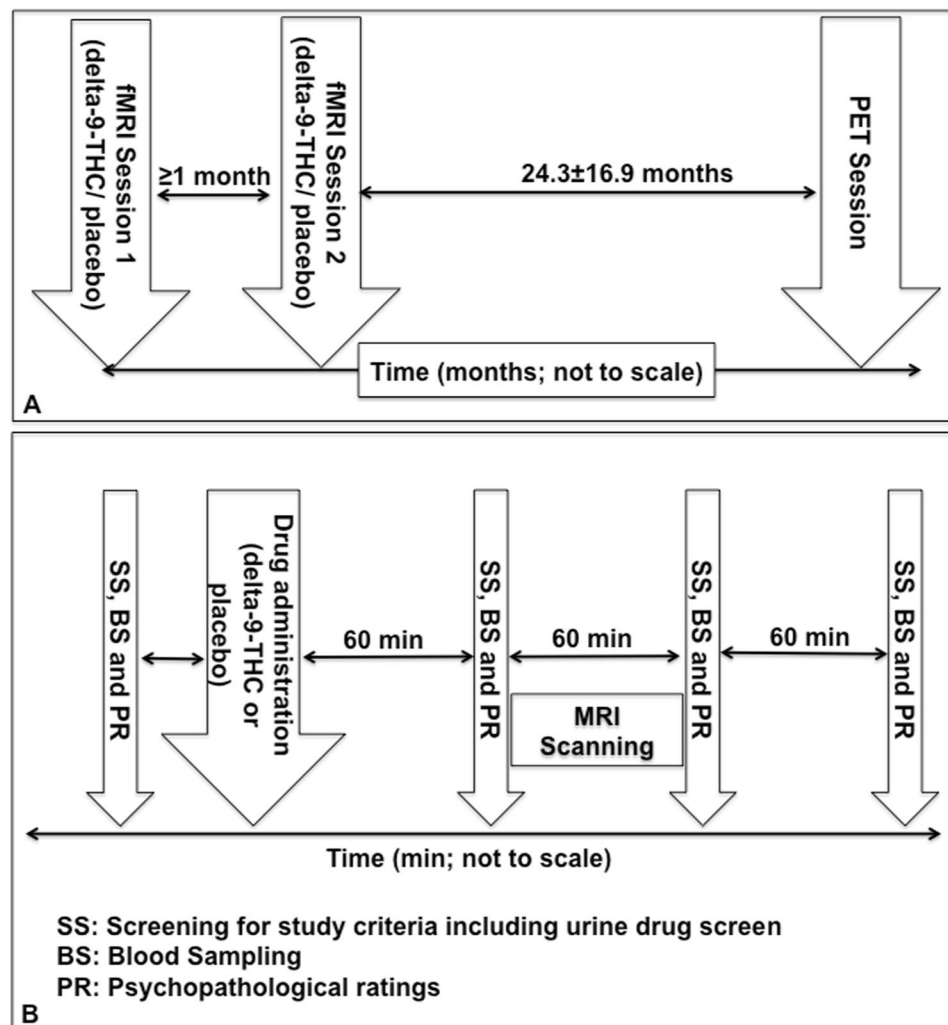 fMRI Session 1
(delta-9-THC/ placebo)
≥1 month
fMRI Session 2
(delta-9-THC/ placebo)
24.3±16.9 months
PET Session
Time (months; not to scale)
A
SS, BS and PR
Drug administration
(delta-9-THC or
placebo)
60 min
SS, BS and PR
60 min
MRI
Scanning
SS, BS and PR
60 min
SS, BS and PR
Time (min; not to scale)
SS: Screening for study criteria including urine drug screen
BS: Blood Sampling
PR: Psychopathological ratings
B